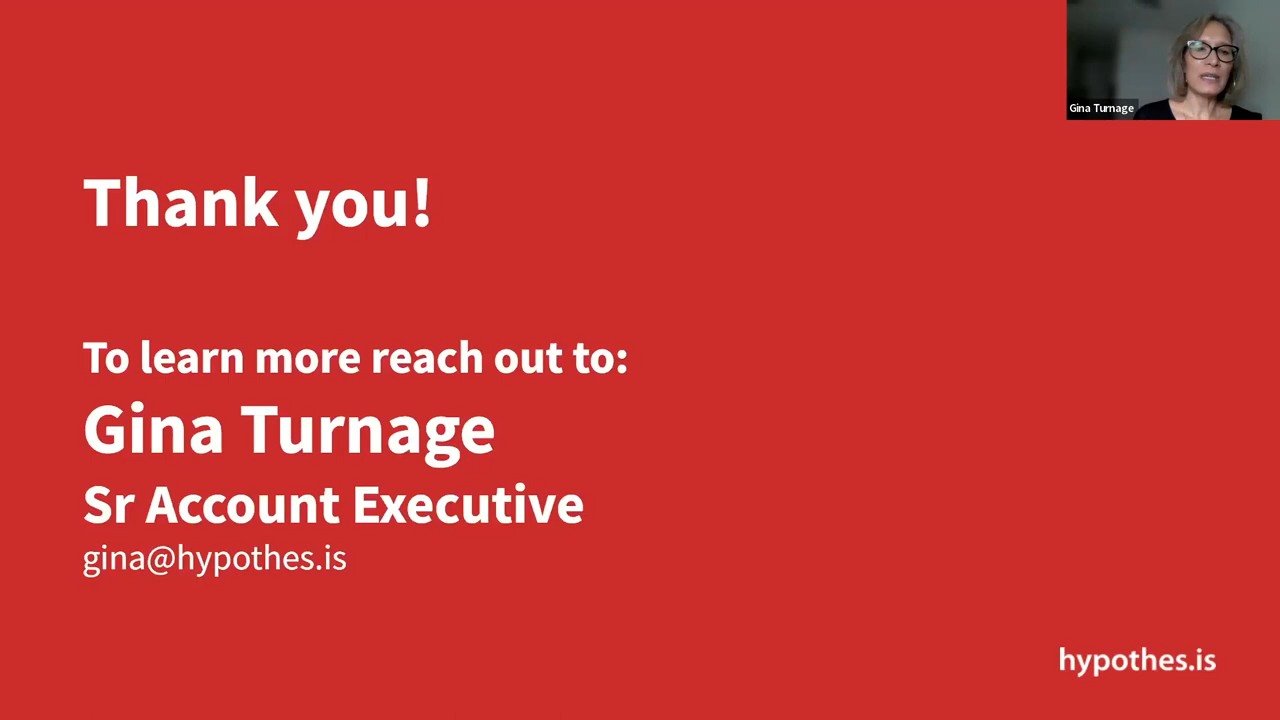 Gina Turnage
Thank you!
To learn more reach out to:
Gina Turnage
Sr Account Executive
gina@hypothes.is
hypothes.is